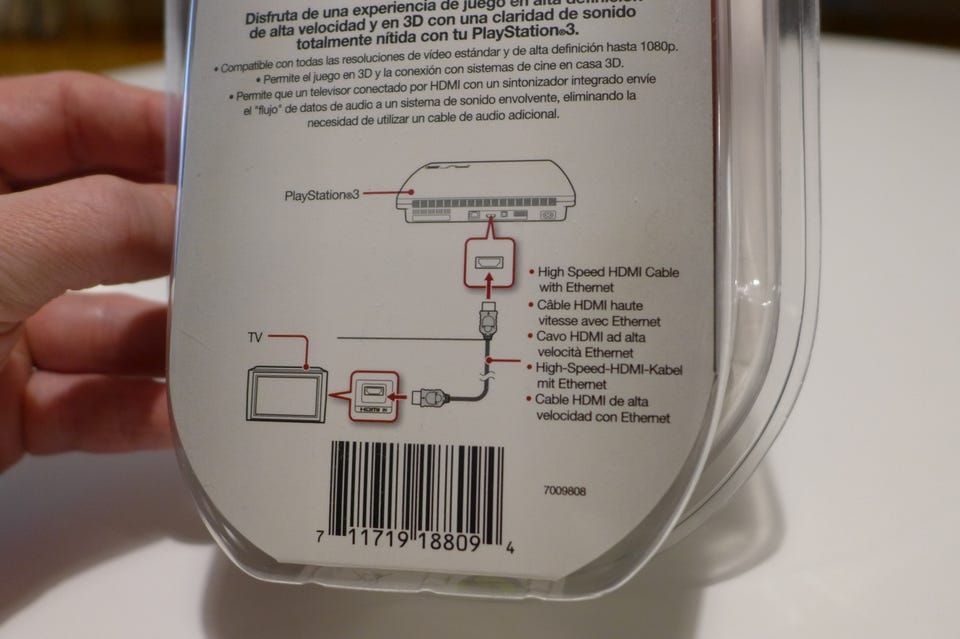 Disfruta de una experiencia de juego en alta definición
de alta velocidad y en 3D con una claridad de sonido
totalmente nítida con tu PlayStation®3.
• Compatible con todas las resoluciones de vídeo estándar y de alta definición hasta 1080p.
• Permite el juego en 3D y la conexión con sistemas de cine en casa 3D.
• Permite que un televisor conectado por HDMI con un sintonizador integrado envíe
el "flujo" de datos de audio a un sistema de sonido envolvente, eliminando la
necesidad de utilizar un cable de audio adicional.
PlayStation®3
• High Speed HDMI Cable
with Ethernet
• Câble HDMI haute
vitesse avec Ethernet
• Cavo HDMI ad alta
velocità Ethernet
• High-Speed-HDMI-Kabel
mit Ethernet
• Cable HDMI de alta
velocidad con Ethernet
TV
HDMI IN
7009808
7 11719 18809 4